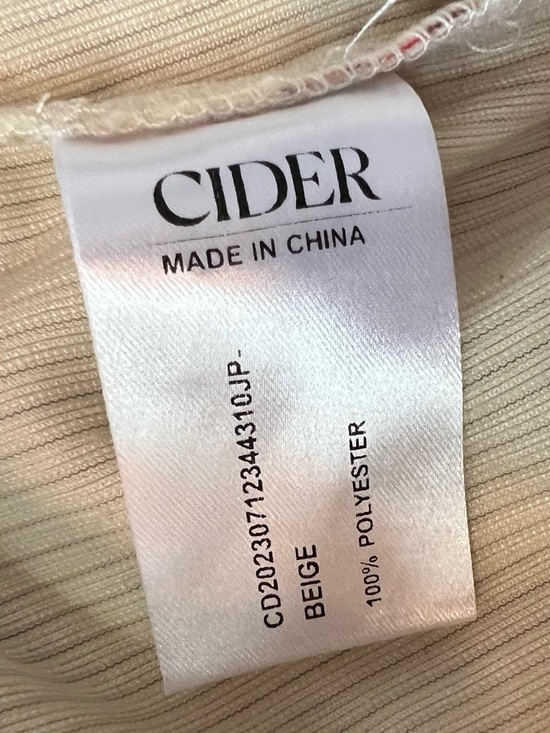 CIDER
MADE IN CHINA
CD20230712344310JP-
BEIGE
100% POLYESTER